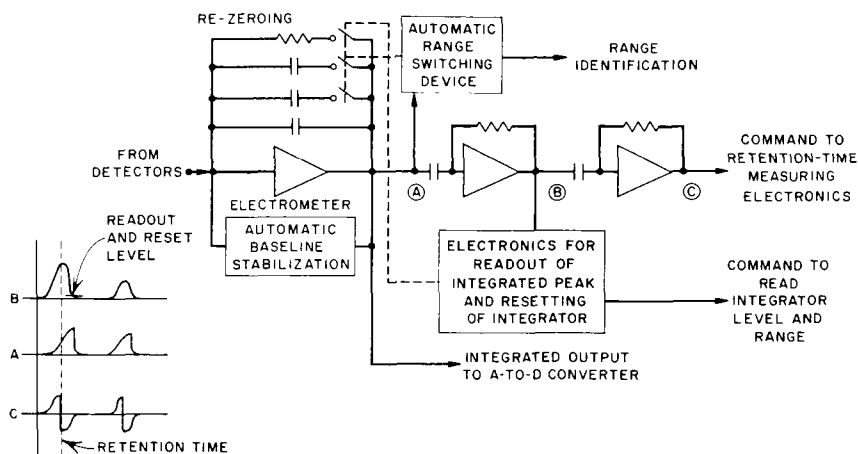 RE-ZEROING
AUTOMATIC
RANGE
SWITCHING
DEVICE
RANGE
IDENTIFICATION
FROM
DETECTORS
ELECTROMETER
AUTOMATIC
BASELINE
STABILIZATION
A
B
C
COMMAND TO
RETENTION-TIME
MEASURING
ELECTRONICS
ELECTRONICS FOR
READOUT OF
INTEGRATED PEAK
AND RESETTING
OF INTEGRATOR
COMMAND TO
READ
INTEGRATOR
LEVEL AND
RANGE
INTEGRATED OUTPUT
TO A-TO-D CONVERTER
READOUT
AND RESET
LEVEL
B
A
C
RETENTION TIME